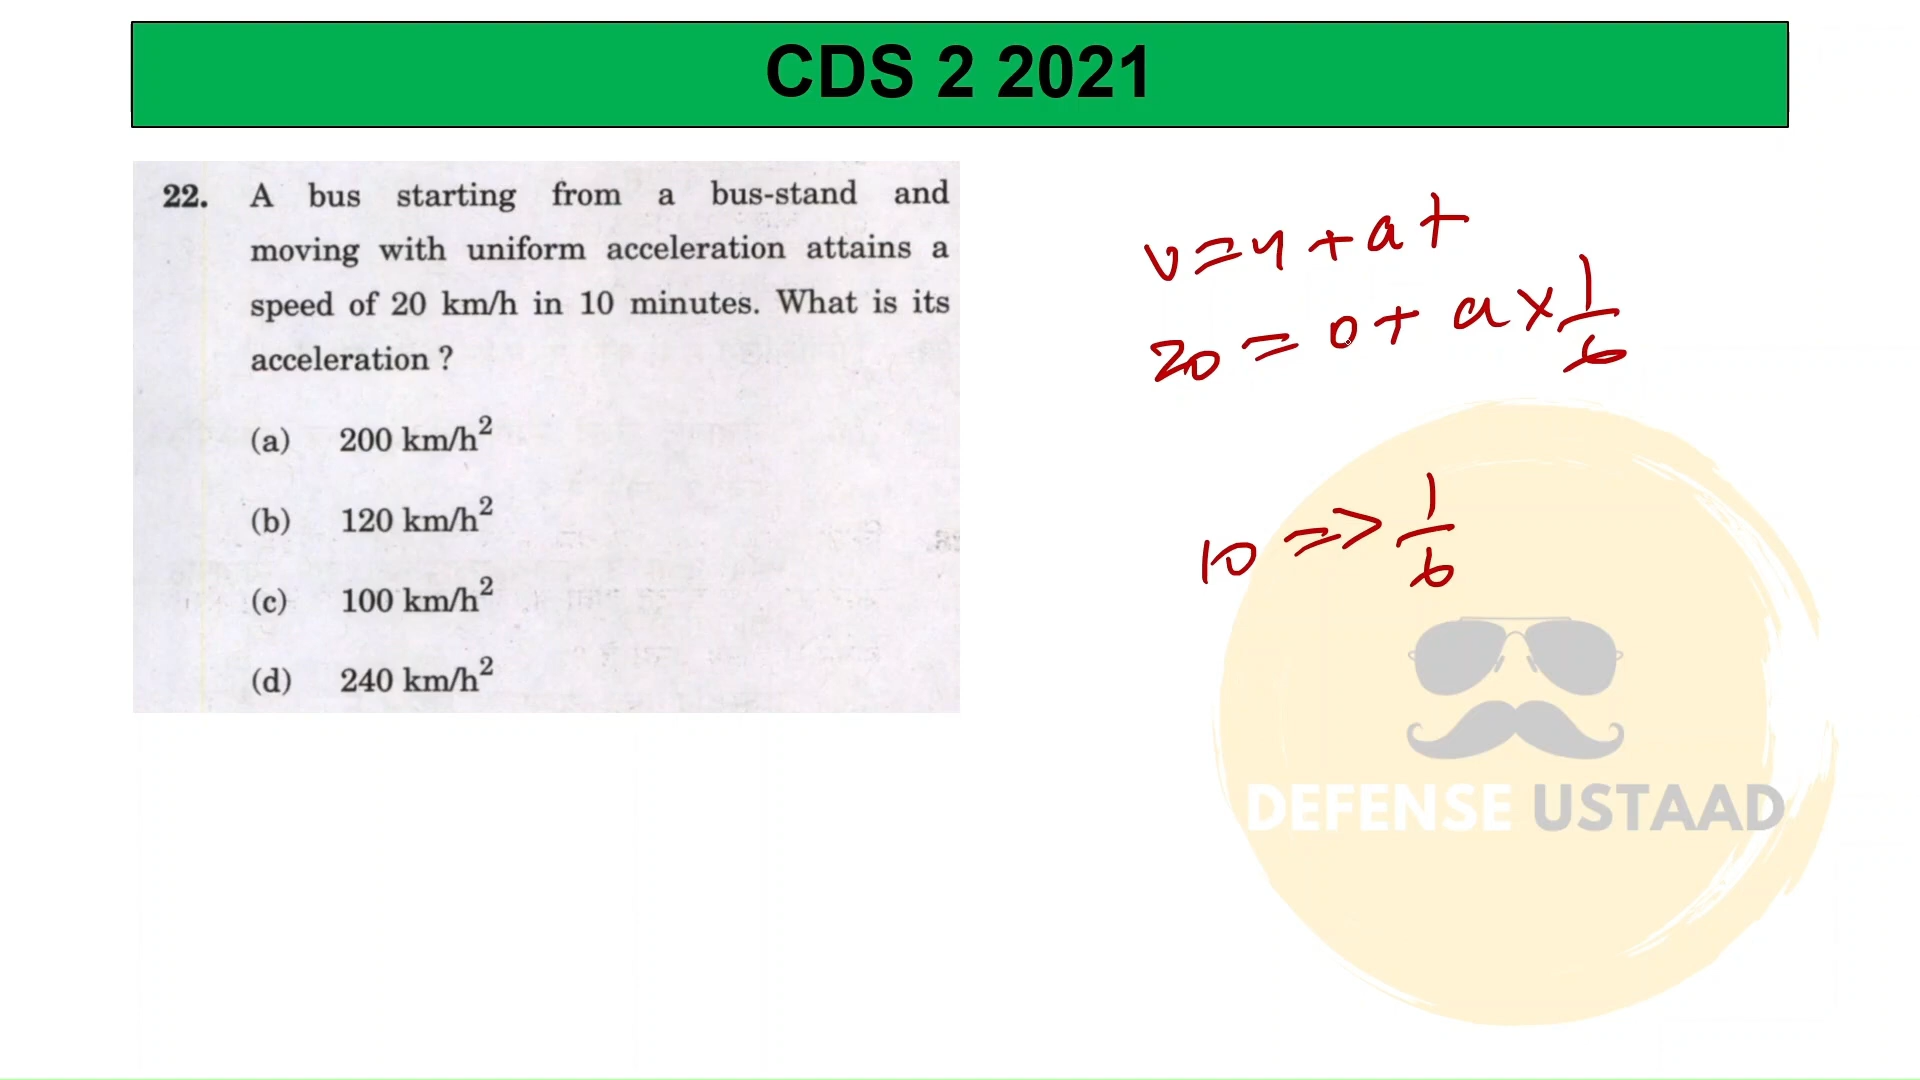 CDS 2 2021
22. A bus starting from a bus-stand and
moving with uniform acceleration attains a
speed of 20 km/h in 10 minutes. What is its
acceleration ?
(a) 200 km/h²
(b) 120 km/h²
(c) 100 km/h²
(d) 240 km/h²
v=u+at
20=0+a×1/6
10=>1/6
DEFENSE USTAAD